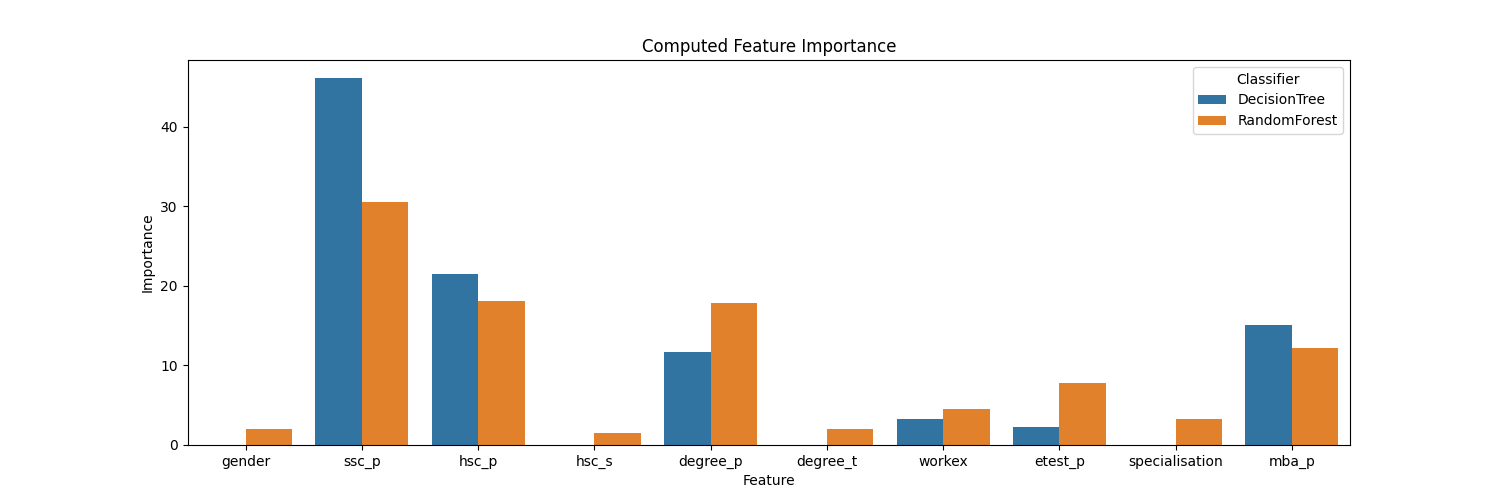 Computed Feature Importance
Classifier
DecisionTree
RandomForest
Importance
40
30
20
10
0
gender ssc_p hsc_p hsc_s degree_p degree_t workex etest_p specialisation mba_p
Feature